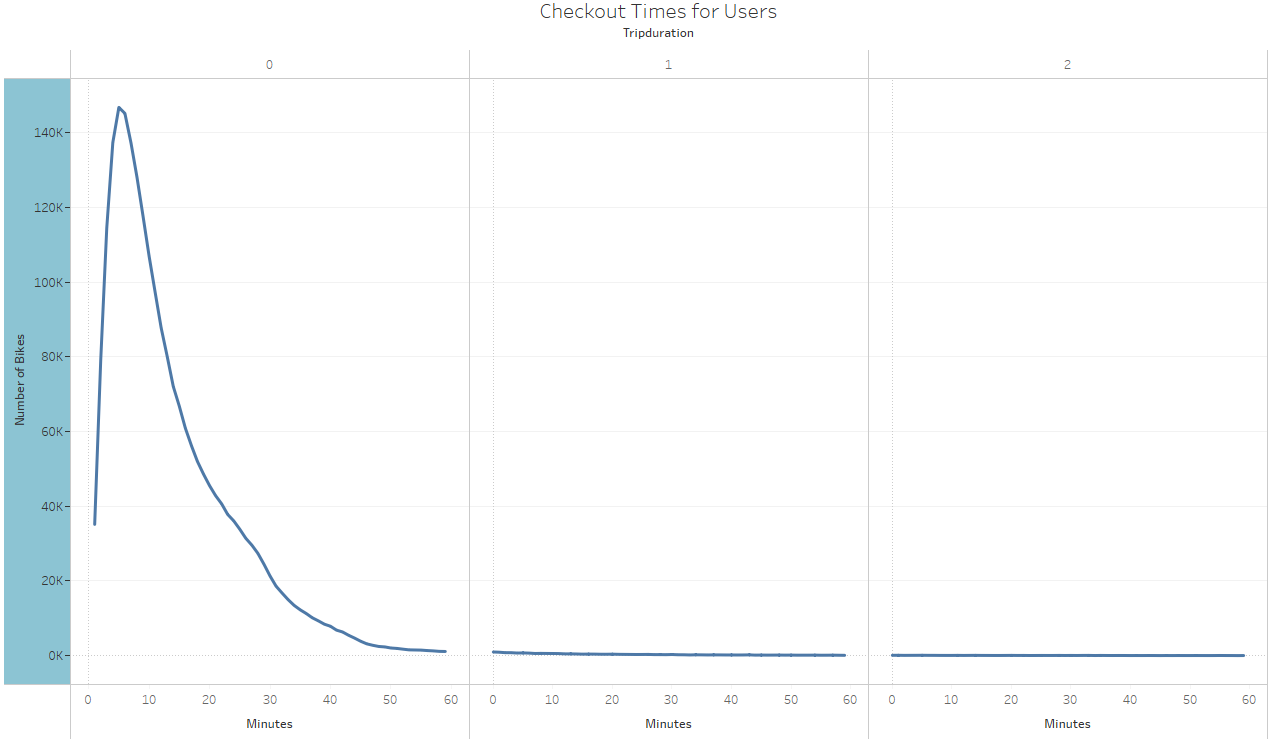 Checkout Times for Users
Tripduration
0 1 2
Number of Bikes
140K
120K
100K
80K
60K
40K
20K
0K
0 10 20 30 40 50 60 0 10 20 30 40 50 60 0 10 20 30 40 50 60
Minutes Minutes Minutes